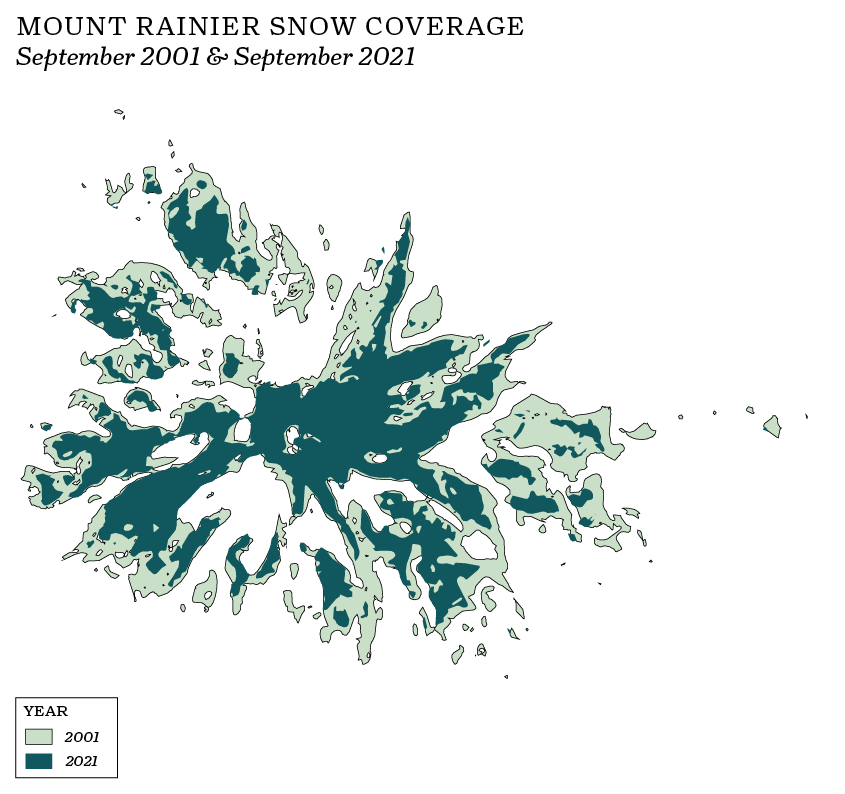 MOUNT RAINIER SNOW COVERAGE
September 2001 & September 2021
YEAR
2001
2021